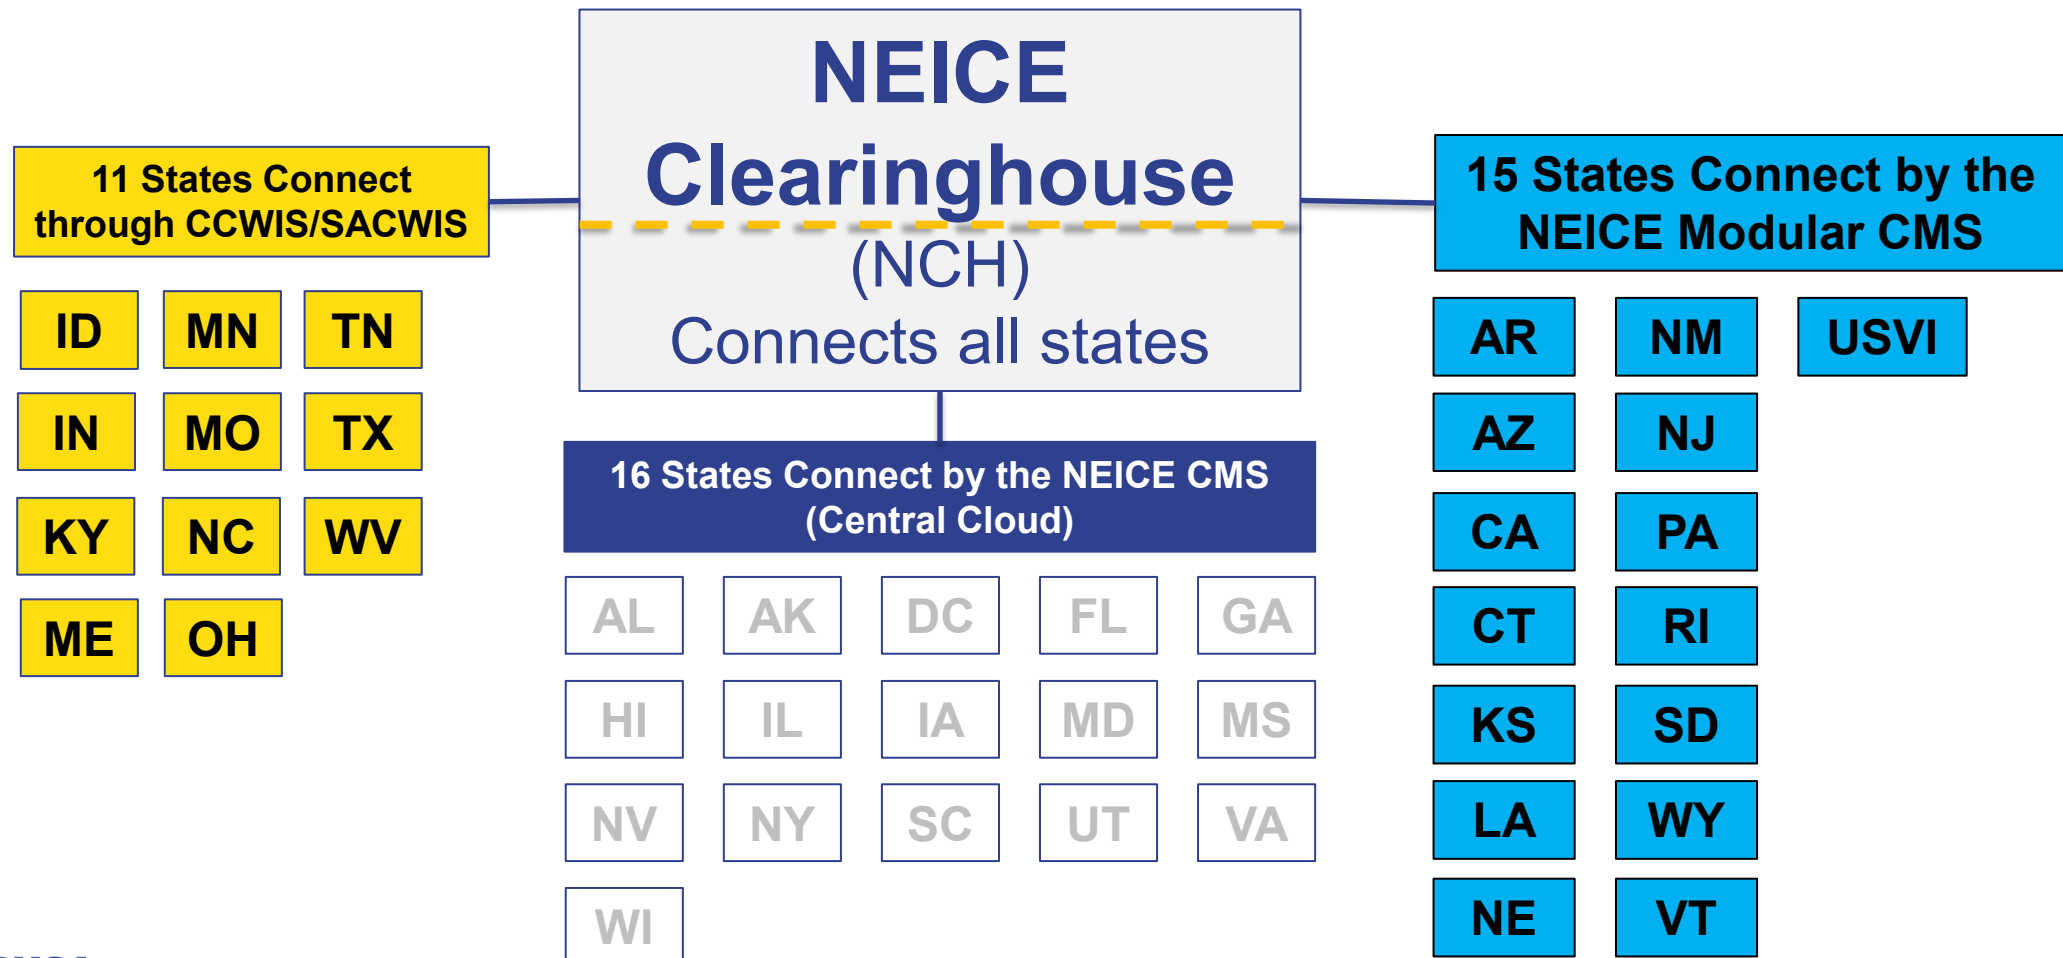 NEICE
Clearinghouse
(NCH)
Connects all states
11 States Connect
through CCWIS/SACWIS
ID MN TN
IN MO TX
KY NC WV
ME OH
16 States Connect by the NEICE CMS
(Central Cloud)
AL AK DC FL GA
HI IL IA MD MS
NV NY SC UT VA
WI
15 States Connect by the
NEICE Modular CMS
AR NM USVI
AZ NJ
CA PA
CT RI
KS SD
LA WY
NE VT